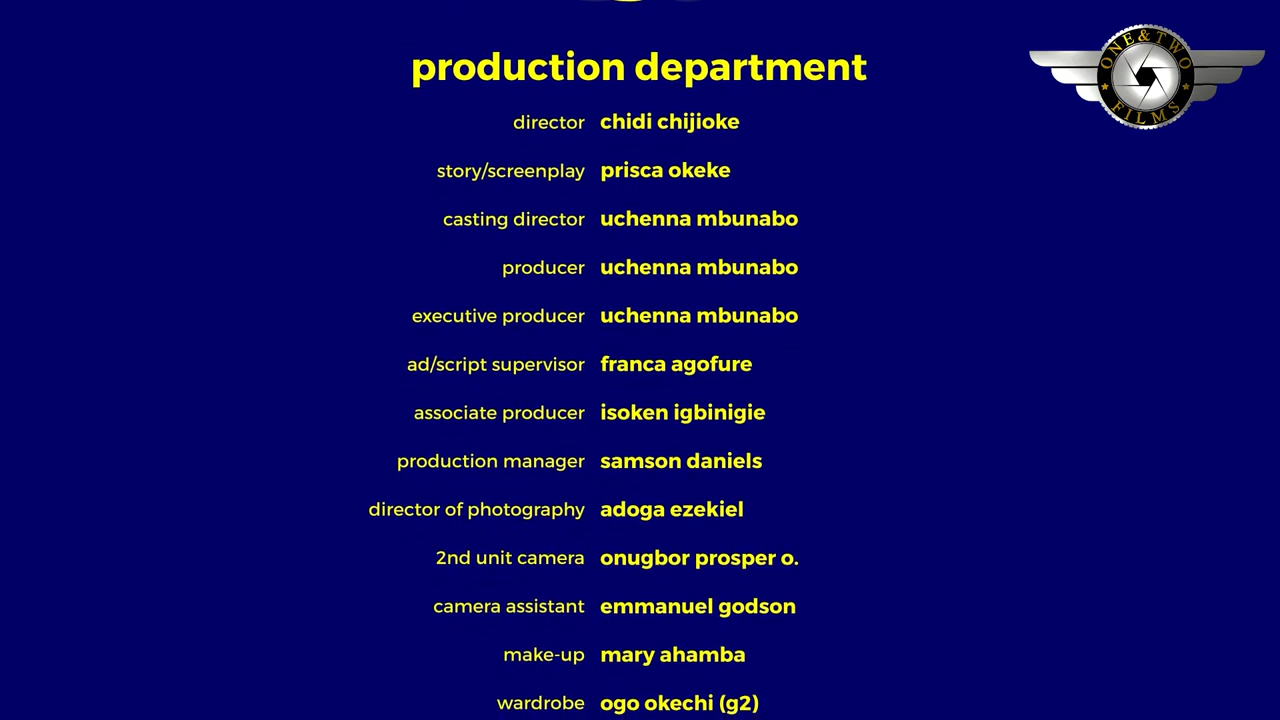 production department
ONE & TWO
FILMS
director chidi chijioke
story/screenplay prisca okeke
casting director uchenna mbunabo
producer uchenna mbunabo
executive producer uchenna mbunabo
ad/script supervisor franca agofure
associate producer isoken igbinigie
production manager samson daniels
director of photography adoga ezekiel
2nd unit camera onugbor prosper o.
camera assistant emmanuel godson
make-up mary ahamba
wardrobe ogo okechi (g2)